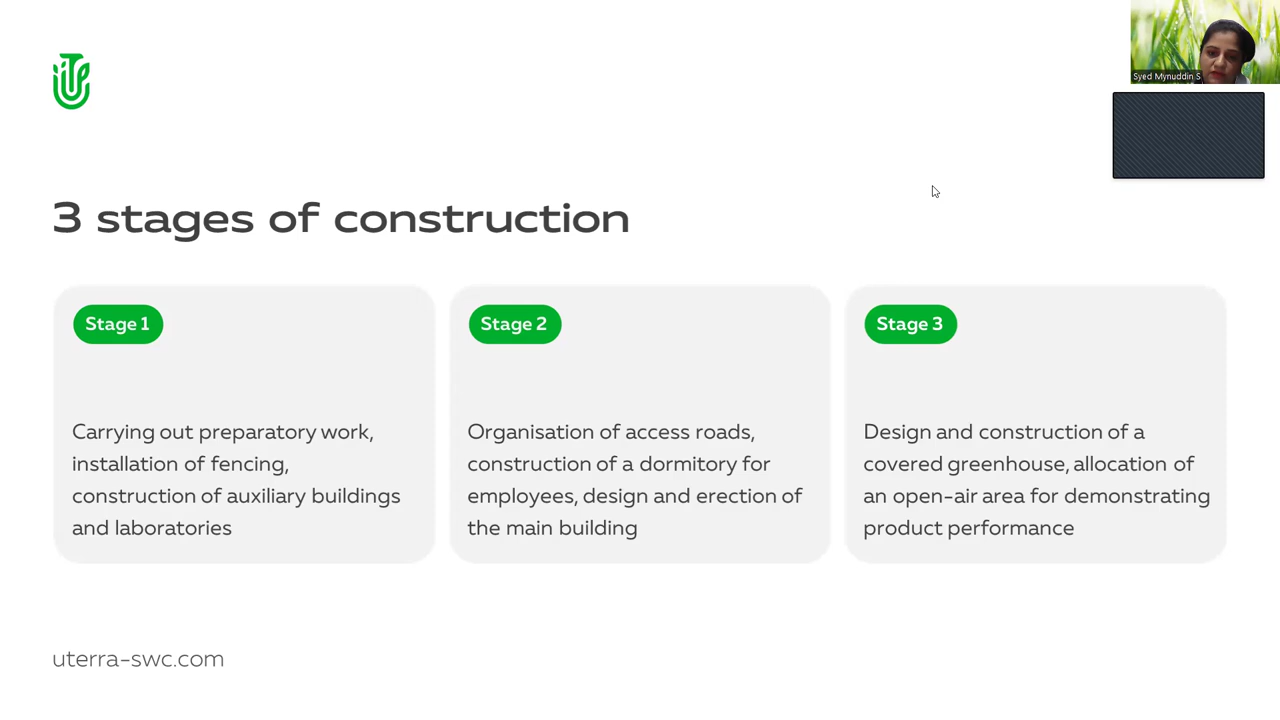 Syed Mynuddin S
3 stages of construction
Stage 1
Carrying out preparatory work,
installation of fencing,
construction of auxiliary buildings
and laboratories
Stage 2
Organisation of access roads,
construction of a dormitory for
employees, design and erection of
the main building
Stage 3
Design and construction of a
covered greenhouse, allocation of
an open-air area for demonstrating
product performance
uterra-swc.com